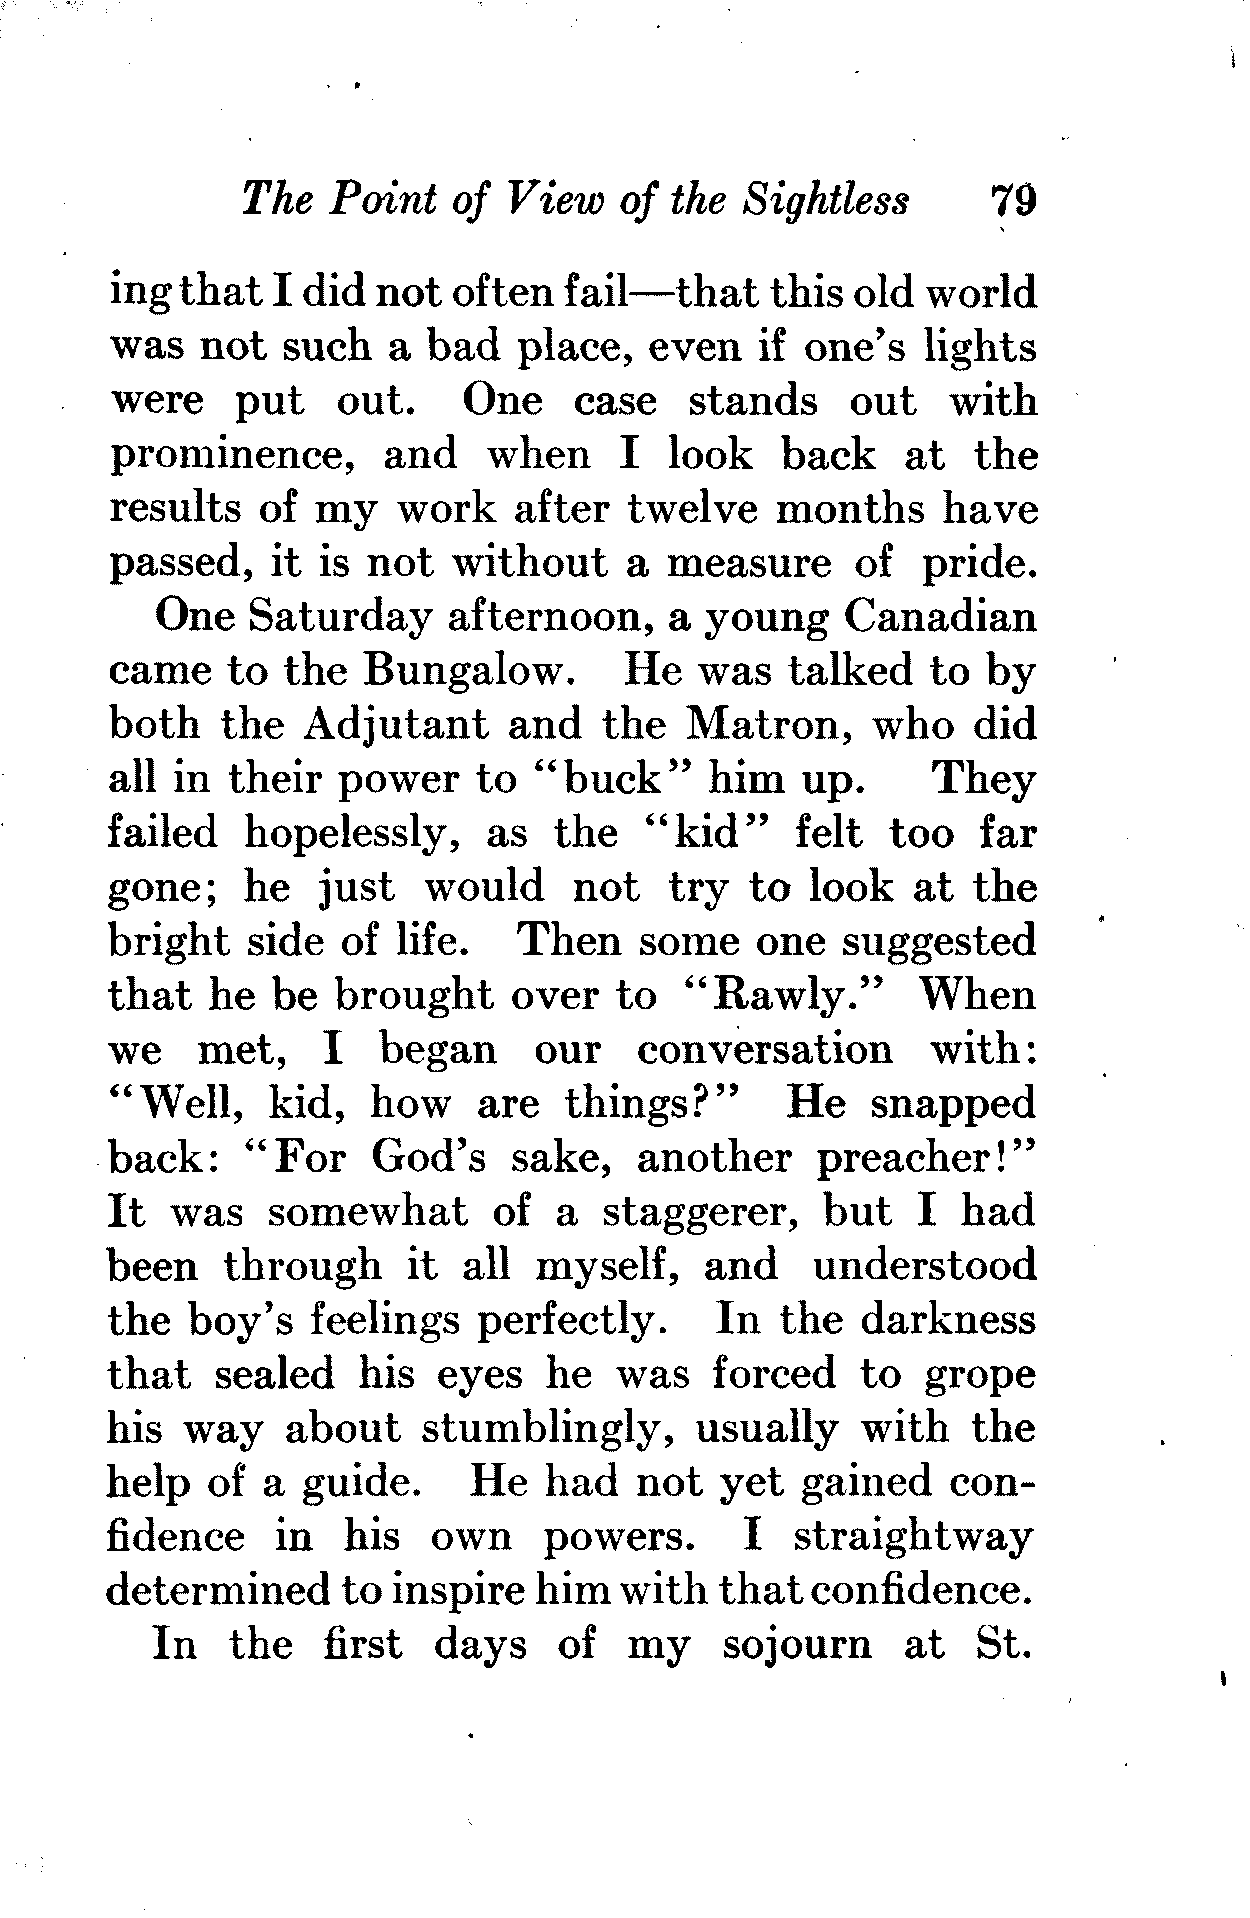 The Point of View of the Sightless 79
ing that I did not often fail—that this old world
was not such a bad place, even if one's lights
were put out. One case stands out with
prominence, and when I look back at the
results of my work after twelve months have
passed, it is not without a measure of pride.
One Saturday afternoon, a young Canadian
came to the Bungalow. He was talked to by
both the Adjutant and the Matron, who did
all in their power to "buck" him up. They
failed hopelessly, as the "kid" felt too far
gone; he just would not try to look at the
bright side of life. Then some one suggested
that he be brought over to "Rawly." When
we met, I began our conversation with:
"Well, kid, how are things?" He snapped
back: "For God's sake, another preacher!"
It was somewhat of a staggerer, but I had
been through it all myself, and understood
the boy's feelings perfectly. In the darkness
that sealed his eyes he was forced to grope
his way about stumblingly, usually with the
help of a guide. He had not yet gained con-
fidence in his own powers. I straightway
determined to inspire him with that confidence.
In the first days of my sojourn at St.